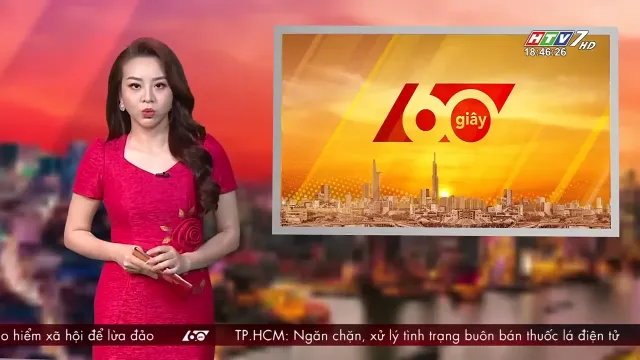 HTV7 HD
18:46:26
60 giây
o hiểm xã hội để lừa đảo 60 TP.HCM: Ngăn chặn, xử lý tình trạng buôn bán thuốc lá điện tử